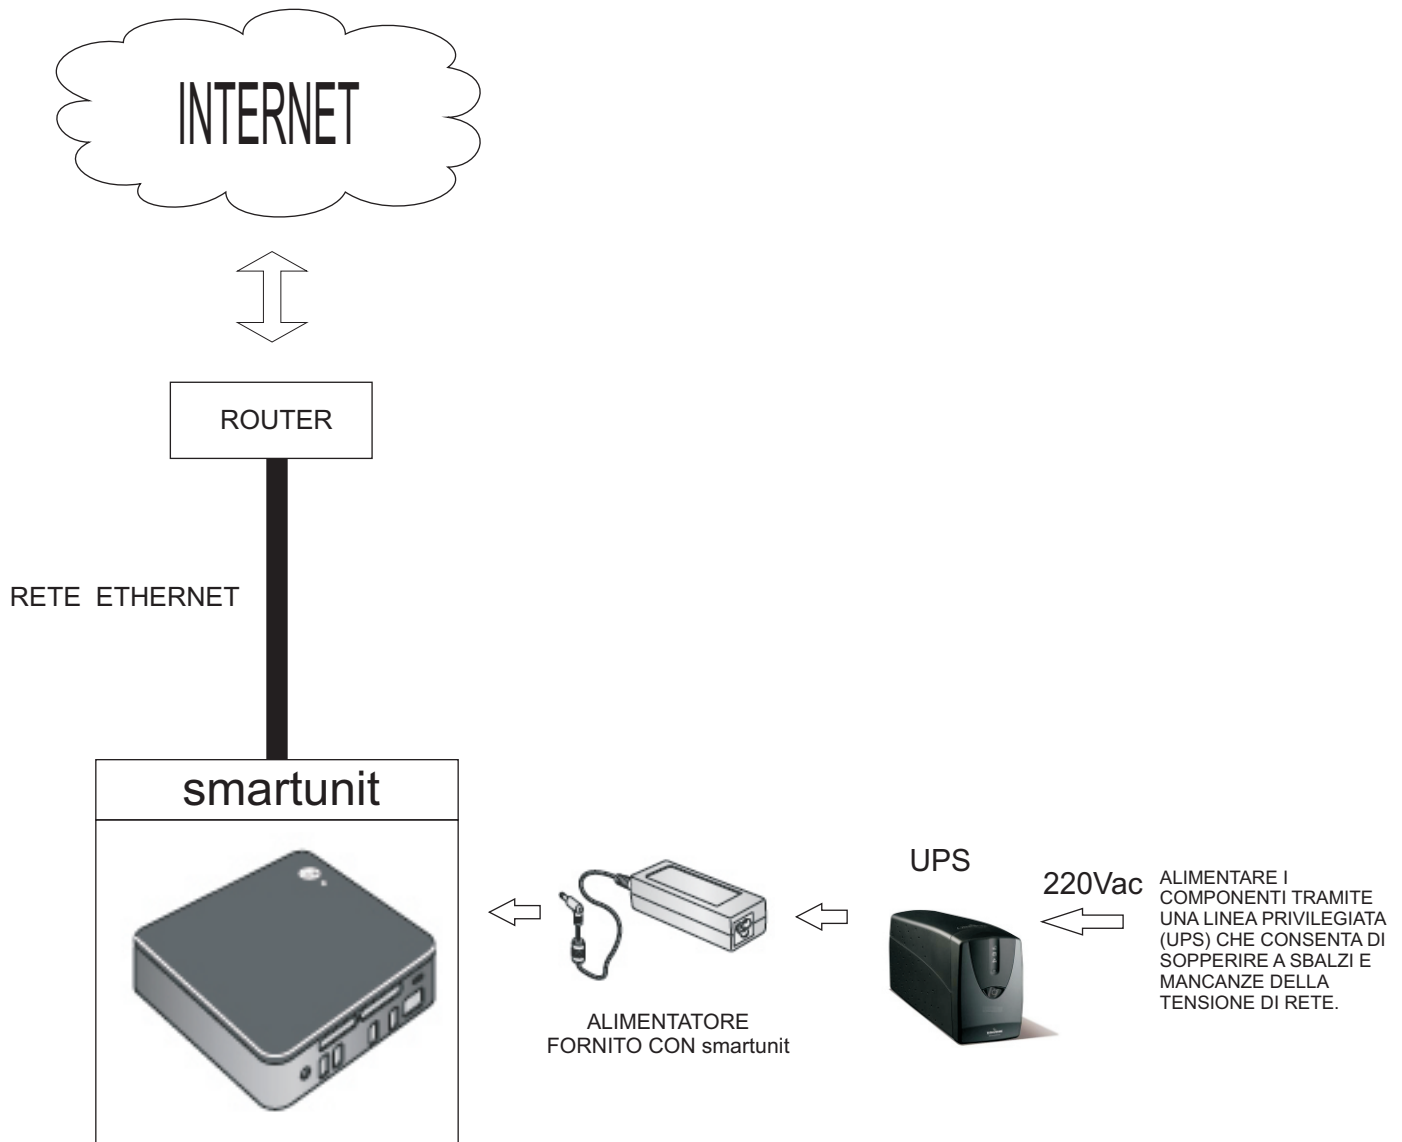 INTERNET
ROUTER
RETE ETHERNET
smartunit
UPS
220Vac
ALIMENTARE I
COMPONENTI TRAMITE
UNA LINEA PRIVILEGIATA
(UPS) CHE CONSENTA DI
SOPPERIRE A SBALZI E
MANCANZE DELLA
TENSIONE DI RETE.
ALIMENTATORE
FORNITO CON smartunit